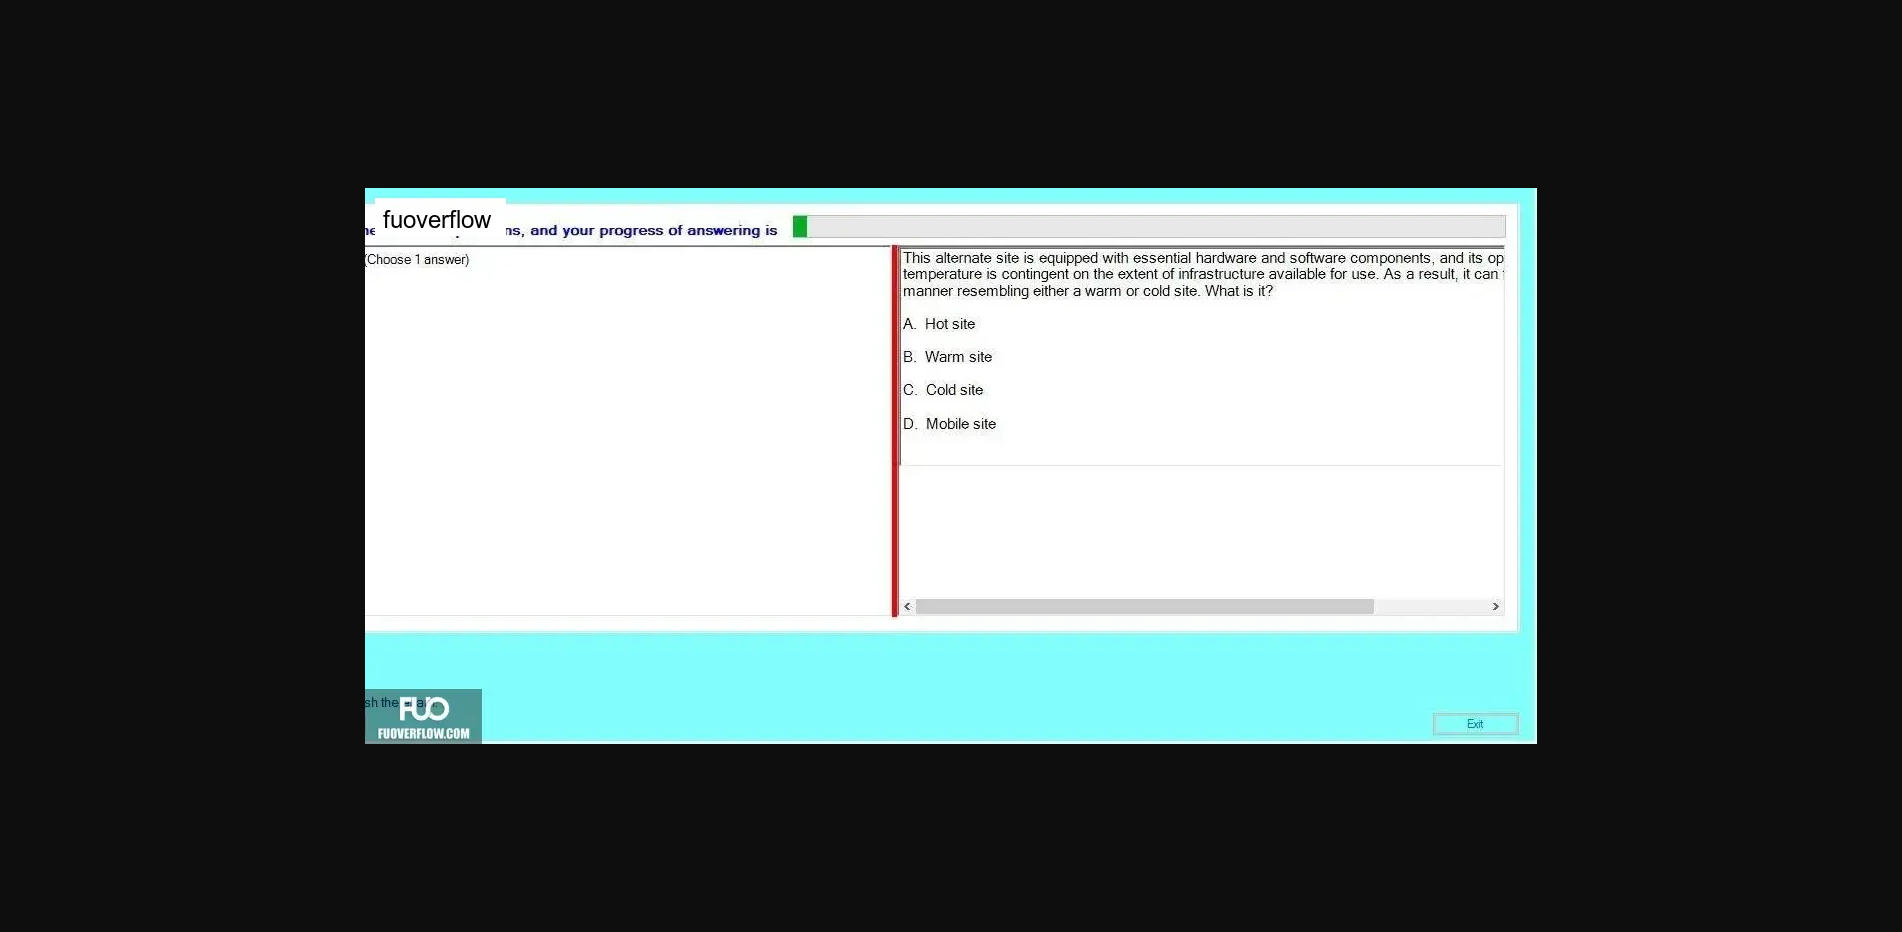 fuoverflow
ns, and your progress of answering is
(Choose 1 answer)
This alternate site is equipped with essential hardware and software components, and its op
temperature is contingent on the extent of infrastructure available for use. As a result, it can
manner resembling either a warm or cold site. What is it?
A. Hot site
B. Warm site
C. Cold site
D. Mobile site
sh the
FUO
FUOVERFLOW.COM
Exit